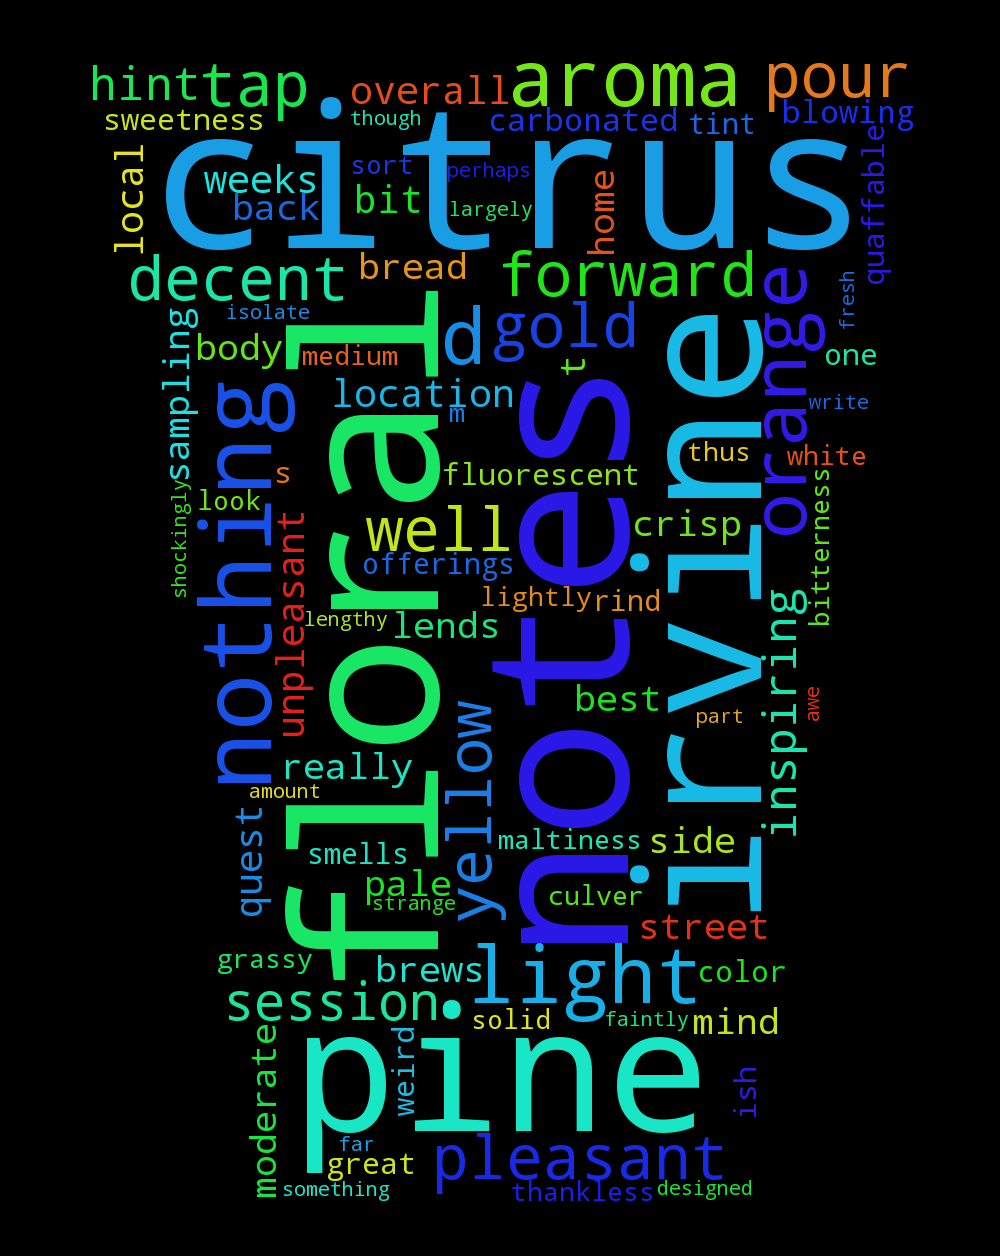 hint
tap
overall
aroma
pour
sweetness
though
carbonated
tint
blowing
citrus
local
weeks
sort
perhaps
back
bit
largely
home
quaffable
decent
bread
forward
isolate
fresh
sampling
body
medium
floral
d
gold
t
irvine
orange
one
location
m
notes
write
nothing
s
fluorescent
thus
white
shockingly
look
unpleasant
well
crisp
bitterness
offerings
lightly
rind
lengthy
lends
inspiring
best
part
awe
really
yellow
amount
quest
smells
maltiness
side
pale
strange
culver
street
grassy
brews
light
color
session
solid
faintly
mind
moderate
pine
weird
ish
far
great
pleasant
something
thankless
designed